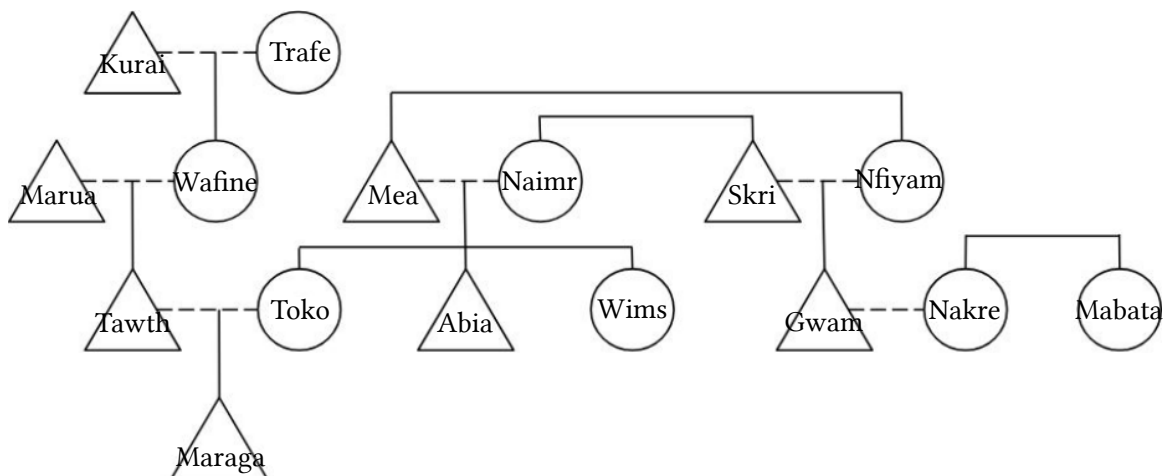 Kurai
Trafe
Marua
Wafine
Mea
Naimr
Skri
Nfiyam
Tawth
Toko
Abia
Wims
Gwam
Nakre
Mabata
Maraga